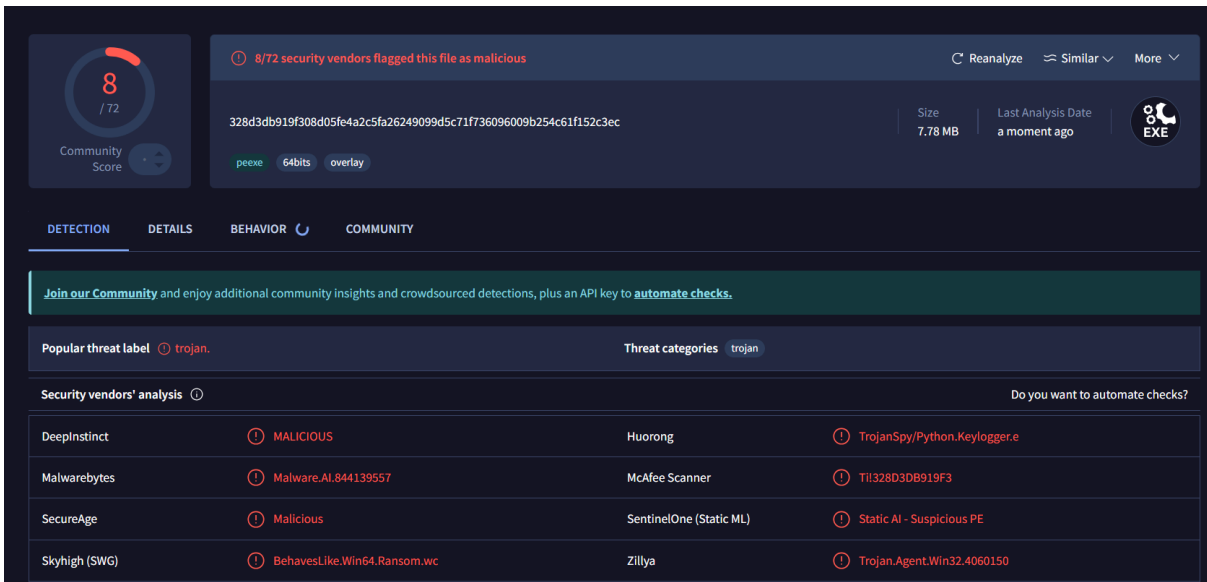 8
/ 72
Community
Score
8/72 security vendors flagged this file as malicious
Reanalyze
Similar
More
328d3db919f308d05fe4a2c5fa26249099d5c71f736096009b254c61f152c3ec
peexe
64bits
overlay
Size
7.78 MB
Last Analysis Date
a moment ago
EXE
DETECTION
DETAILS
BEHAVIOR
COMMUNITY
Join our Community and enjoy additional community insights and crowdsourced detections, plus an API key to automate checks.
Popular threat label trojan.
Threat categories trojan
Security vendors' analysis
Do you want to automate checks?
DeepInstinct MALICIOUS
Huorong TrojanSpy/Python.Keylogger.e
Malwarebytes Malware.AI.844139557
McAfee Scanner Ti!328D3DB919F3
SecureAge Malicious
SentinelOne (Static ML) Static AI - Suspicious PE
Skyhigh (SWG) BehavesLike.Win64.Ransom.wc
Zillya Trojan.Agent.Win32.4060150